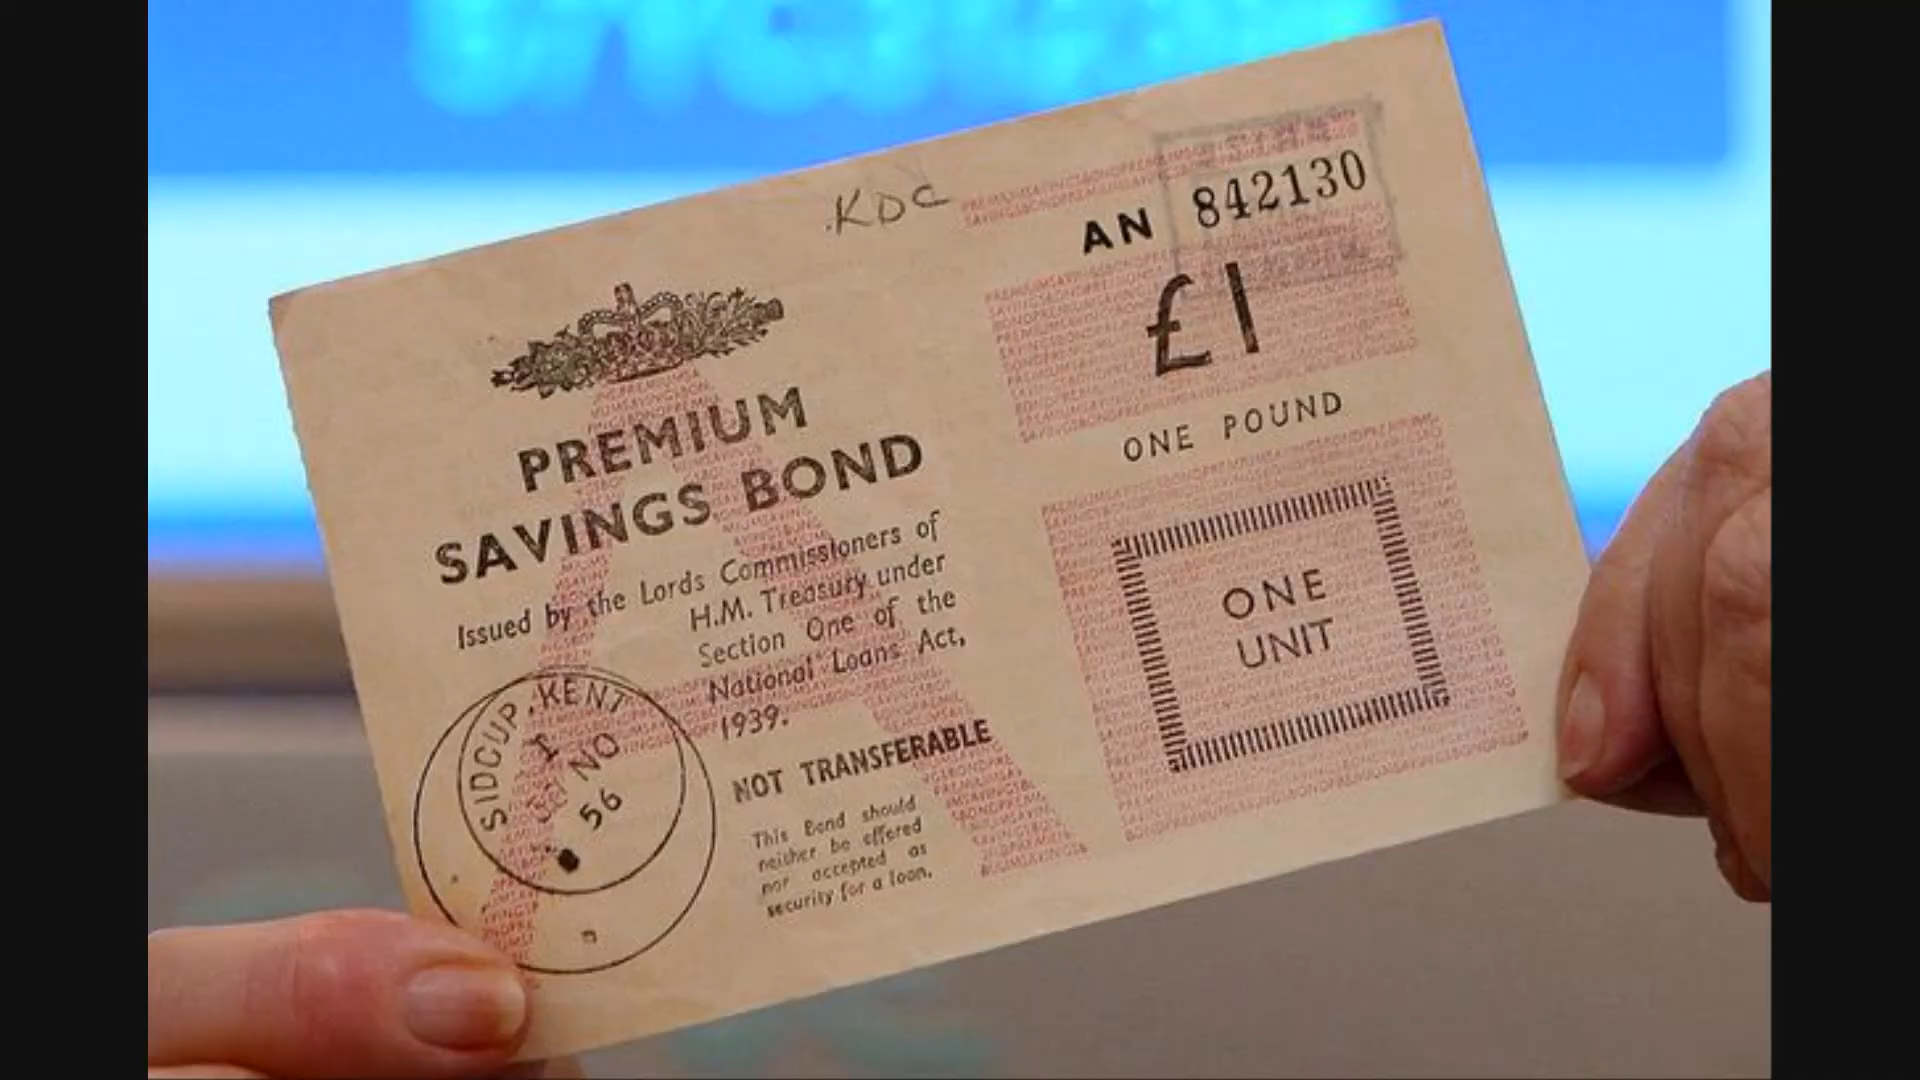 KDC
AN 842130
£1
ONE POUND
PREMIUM
SAVINGS BOND
Issued by the Lords Commissioners of
H.M. Treasury under
Section One of the
National Loans Act,
1939.
NOT TRANSFERABLE
This Bond should
neither be offered
nor accepted as
security for a loan.
SIDCUP, KENT
NO
56
ONE
UNIT